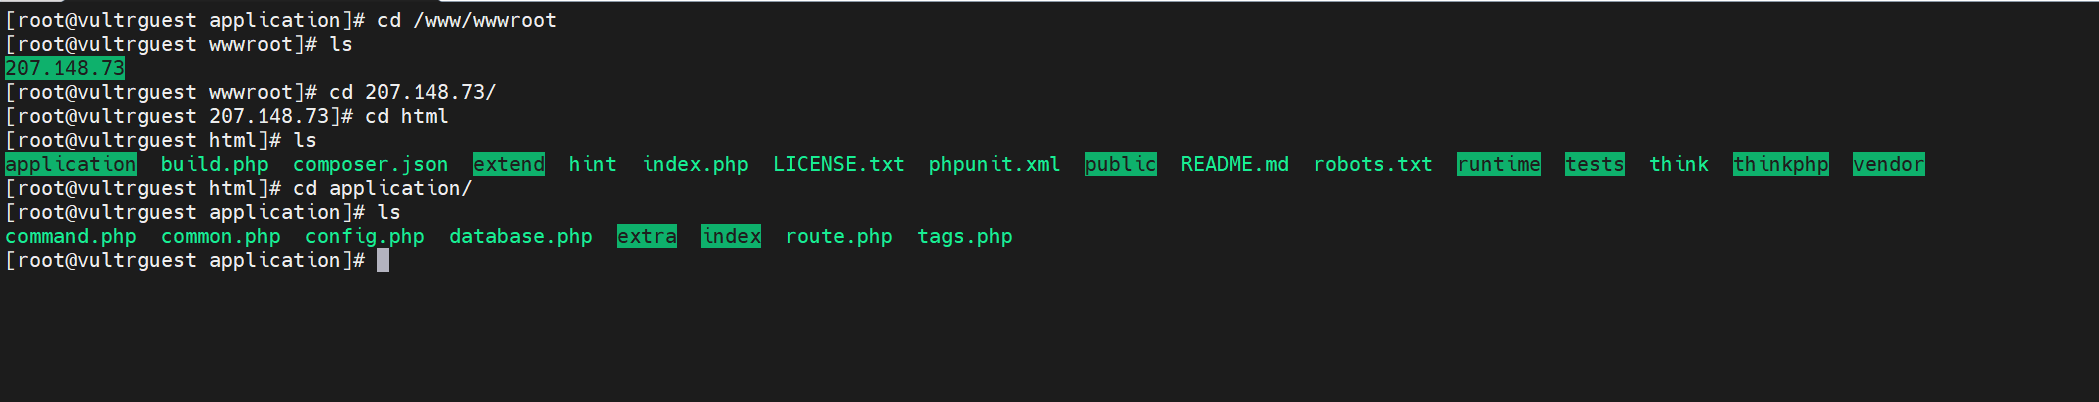 [root@vultrguest application]# cd /www/wwwroot
[root@vultrguest wwwroot]# ls
207.148.73
[root@vultrguest wwwroot]# cd 207.148.73/
[root@vultrguest 207.148.73]# cd html
[root@vultrguest html]# ls
application  build.php  composer.json  extend  hint  index.php  LICENSE.txt  phpunit.xml  public  README.md  robots.txt  runtime  tests  think  thinkphp  vendor
[root@vultrguest html]# cd application/
[root@vultrguest application]# ls
command.php  common.php  config.php  database.php  extra  index  route.php  tags.php
[root@vultrguest application]#